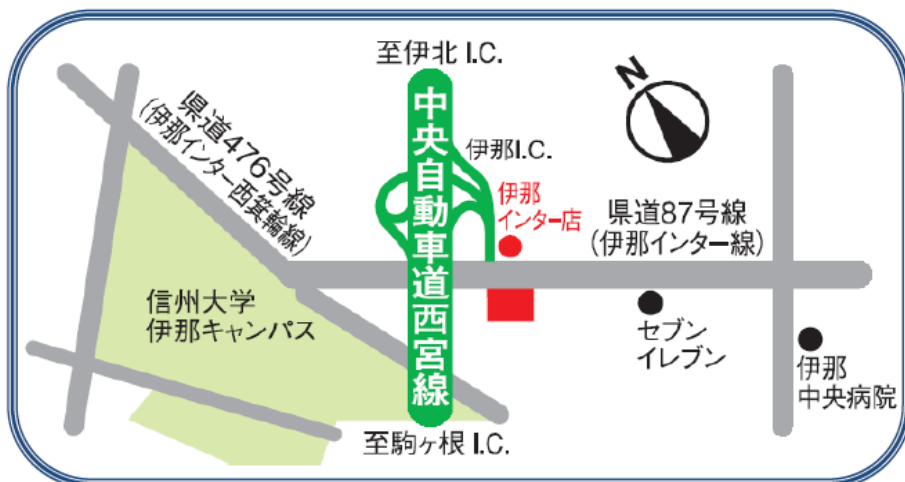 至伊北 I.C.
N
県道476号線
(伊那インター西箕輪線)
中央自動車道西宮線
伊那I.C.
伊那
インター店
県道87号線
(伊那インター線)
信州大学
伊那キャンパス
セブン
イレブン
伊那
中央病院
至駒ヶ根 I.C.